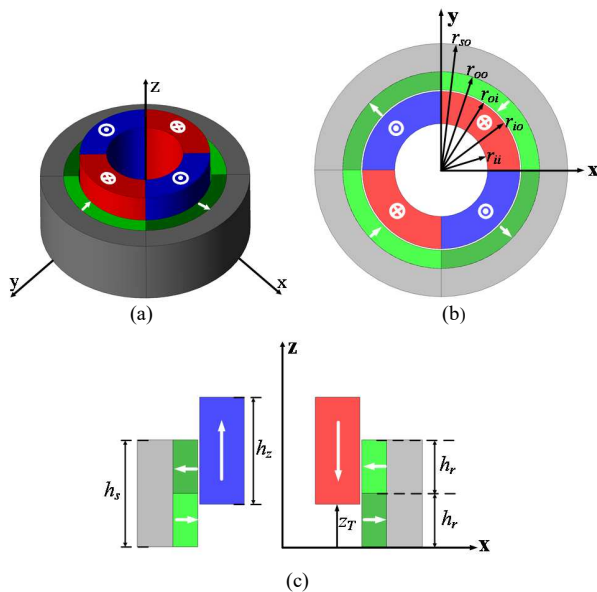 z
y
x
(a)
y
r_so
r_oo
r_oi
r_io
r_ii
x
(b)
z
h_s
h_z
h_r
z_T
h_r
x
(c)